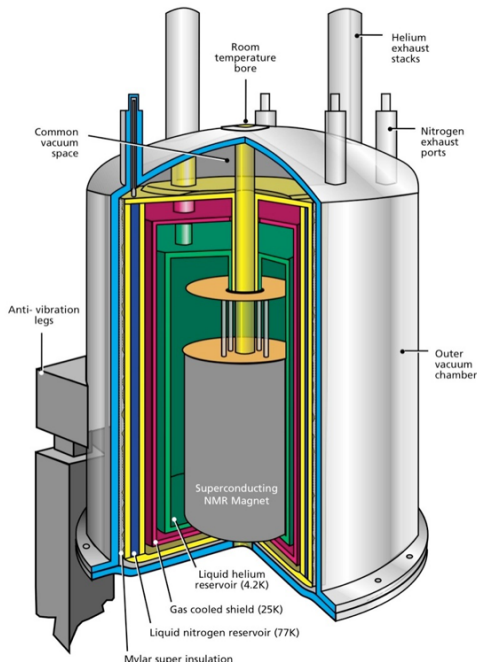 Room
temperature
bore
Helium
exhaust
stacks
Common
vacuum
space
Nitrogen
exhaust
ports
Anti- vibration
legs
Outer
vacuum
chamber
Superconducting
NMR Magnet
Liquid helium
reservoir (4.2K)
Gas cooled shield (25K)
Liquid nitrogen reservoir (77K)
Mylar super insulation